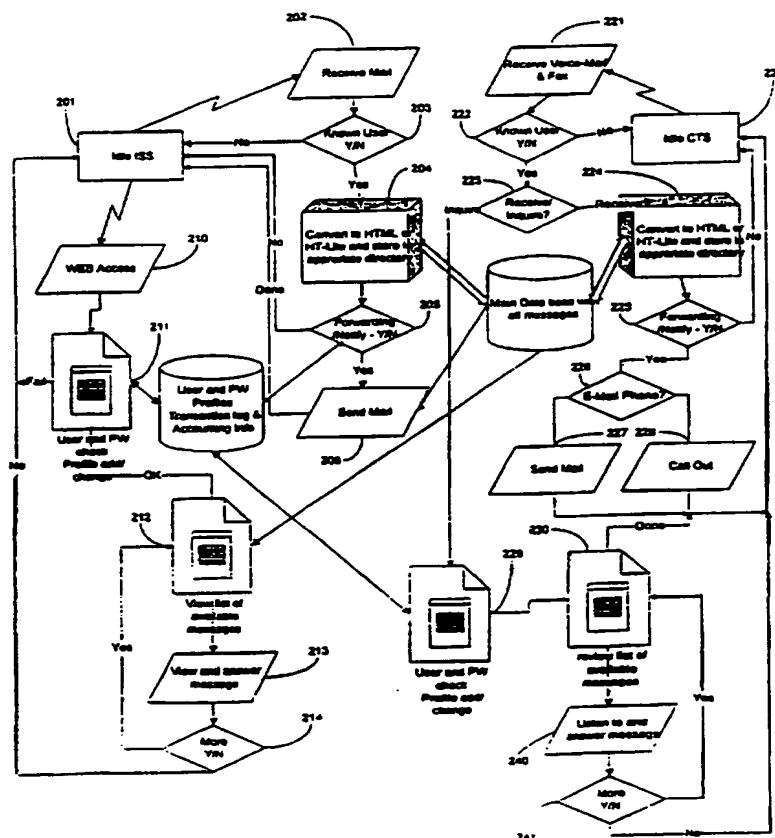 202
221
Receive Mail
Receive Voice-Mail
& Fax
201
203
222
Known User
Y/N
Known User
Y/N
Idle ISS
Idle CTS
No
Yes
204
Yes
223
224
Receive/
Inquire?
Receive
Convert to HTML or
HT-Lite and store in
directory
Convert to HTML or
HT-Lite and store in
directory
No
No
210
WEB Access
Done
Main Data base with
all messages
205
225
Forwarding
/Notify - Y/N
Forwarding
/Notify - Y/N
211
Yes
Yes
226
User and PW
Profiles
Transaction log &
Accounting Info
E-Mail Phone?
Send Mail
206
227
228
User and PW
check
Profile add/
change
Send Mail
Call Out
No
OK
212
Done
230
229
View list of
available
messages
Yes
User and PW
check
Profile add/
change
review list of
available
messages
Yes
213
View and answer
message
214
240
Listen to and
answer message
More
Y/N
More
Y/N
No